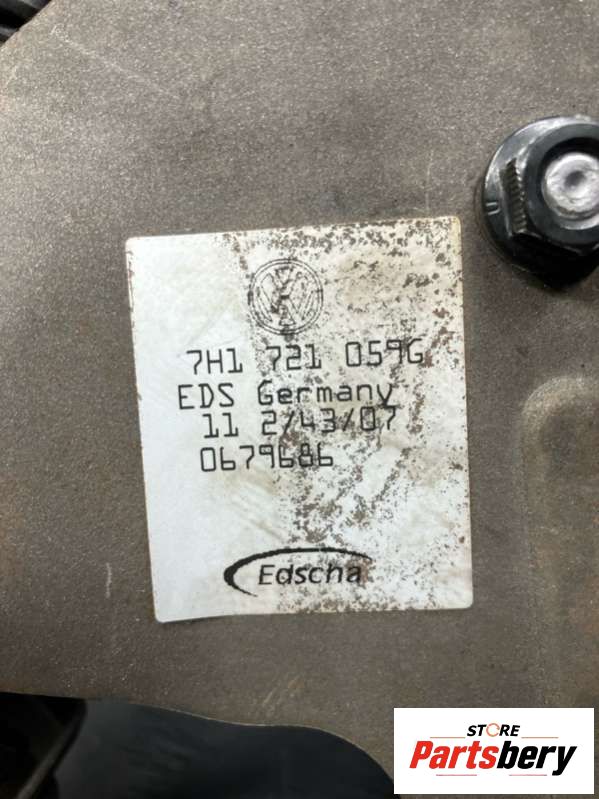 7H1 721 059G
EDS Germany
11 2/43/07
0679686
Edscha
STORE
Partsbery